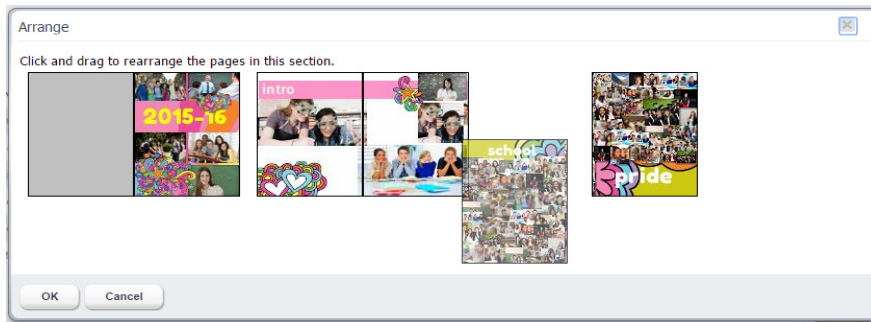 Arrange
Click and drag to rearrange the pages in this section.
2015-16
intro
school
pride
OK
Cancel